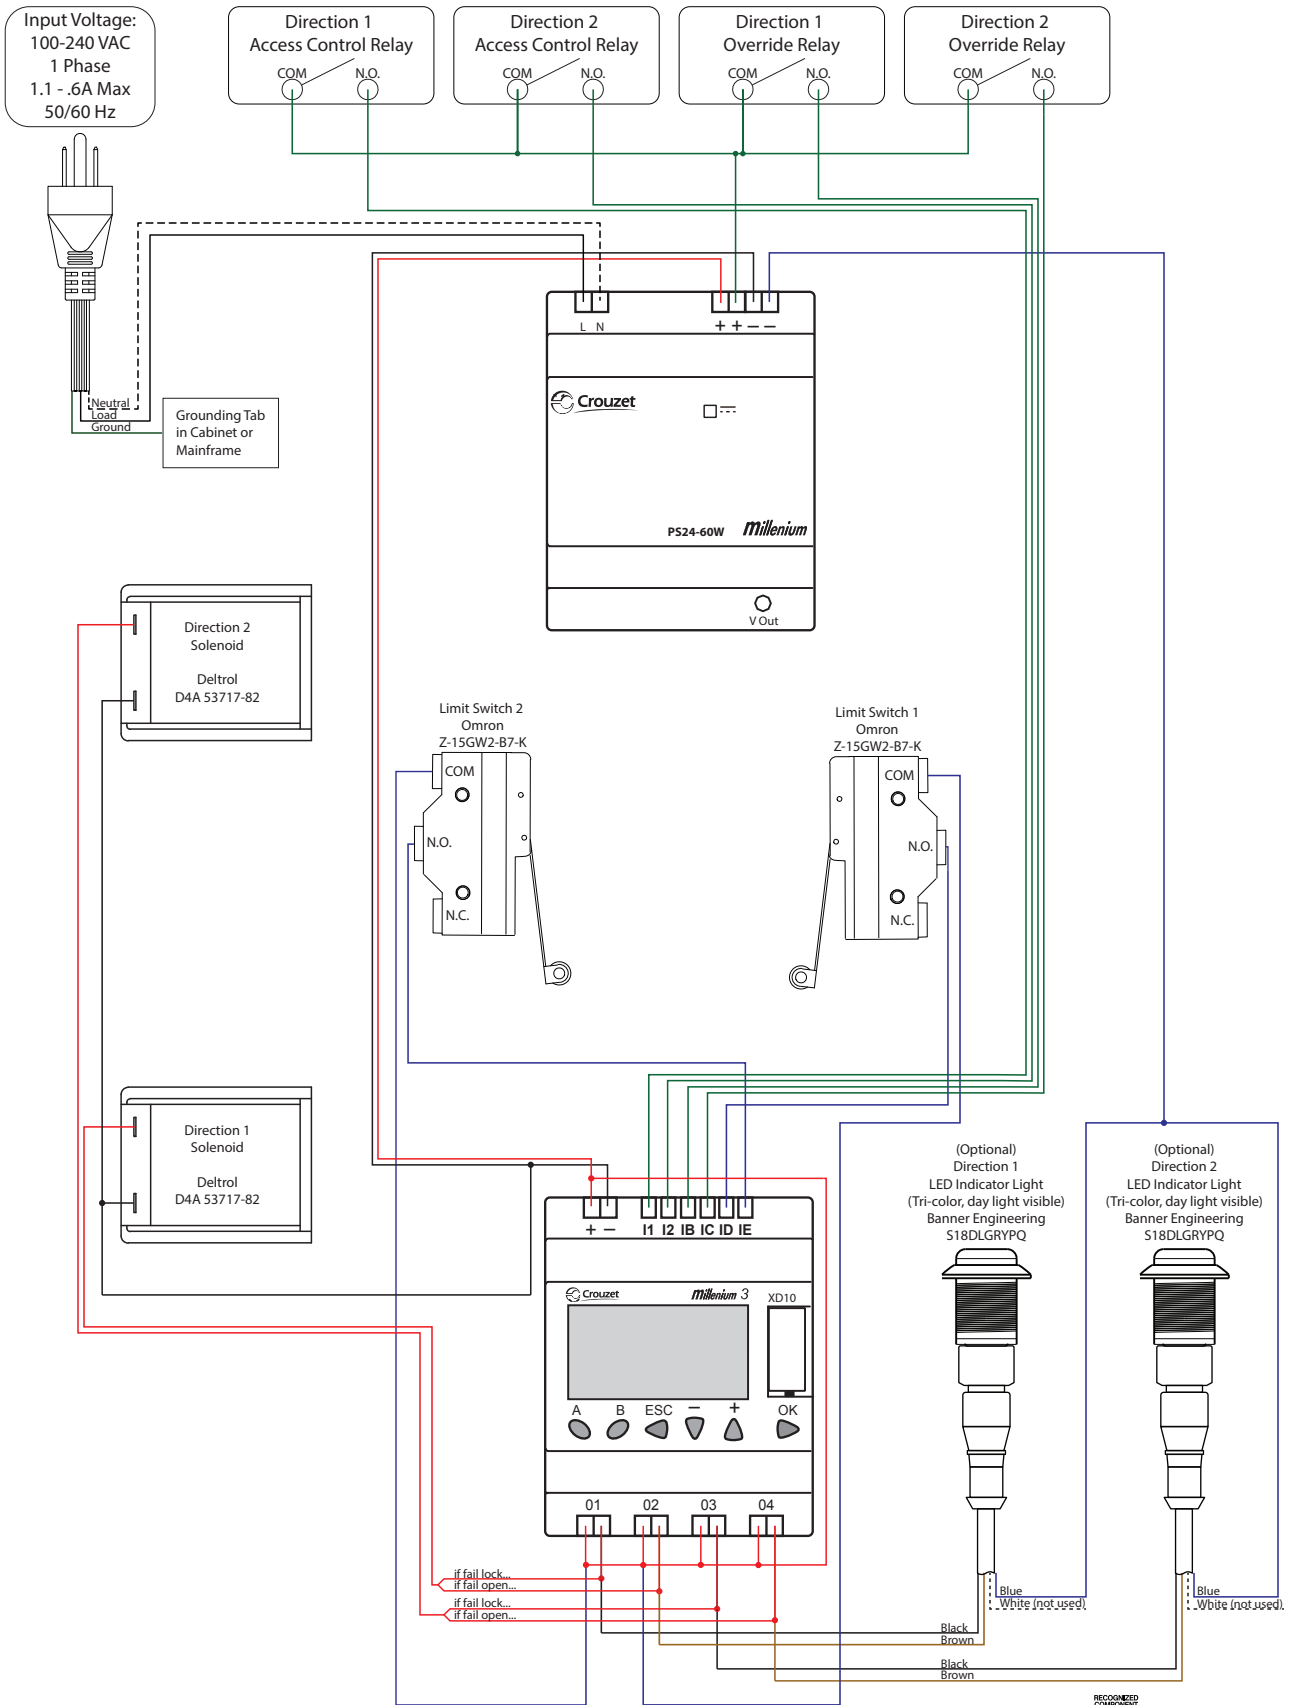 Input Voltage:
100-240 VAC
1 Phase
1.1 - .6A Max
50/60 Hz
Direction 1
Access Control Relay
COM N.O.
Direction 2
Access Control Relay
COM N.O.
Direction 1
Override Relay
COM N.O.
Direction 2
Override Relay
COM N.O.
Neutral
Load
Ground
Grounding Tab
in Cabinet or
Mainframe
L N
+ + — —
Crouzet
PS24-60W millenium
V Out
Direction 2
Solenoid
Deltrol
D4A 53717-82
Limit Switch 2
Omron
Z-15GW2-B7-K
COM
N.O.
N.C.
Limit Switch 1
Omron
Z-15GW2-B7-K
COM
N.O.
N.C.
Direction 1
Solenoid
Deltrol
D4A 53717-82
+ — I1 I2 IB IC ID IE
Crouzet millenium 3 XD10
A B ESC — + OK
01 02 03 04
(Optional)
Direction 1
LED Indicator Light
(Tri-color, day light visible)
Banner Engineering
S18DLGRYPQ
(Optional)
Direction 2
LED Indicator Light
(Tri-color, day light visible)
Banner Engineering
S18DLGRYPQ
if fail lock...
if fail open...
if fail lock...
if fail open...
Blue
White (not used)
Blue
White (not used)
Black
Brown
Black
Brown
RECOGNIZED
COMPONENT